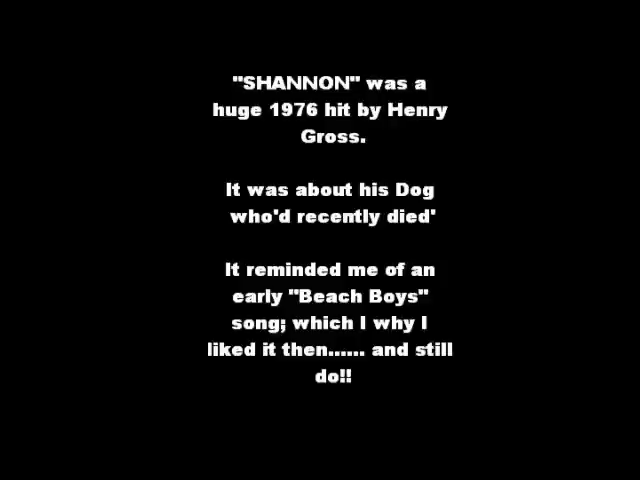 "SHANNON" was a
huge 1976 hit by Henry
Gross.
It was about his Dog
who'd recently died'
It reminded me of an
early "Beach Boys"
song; which I why I
liked it then...... and still
do!!